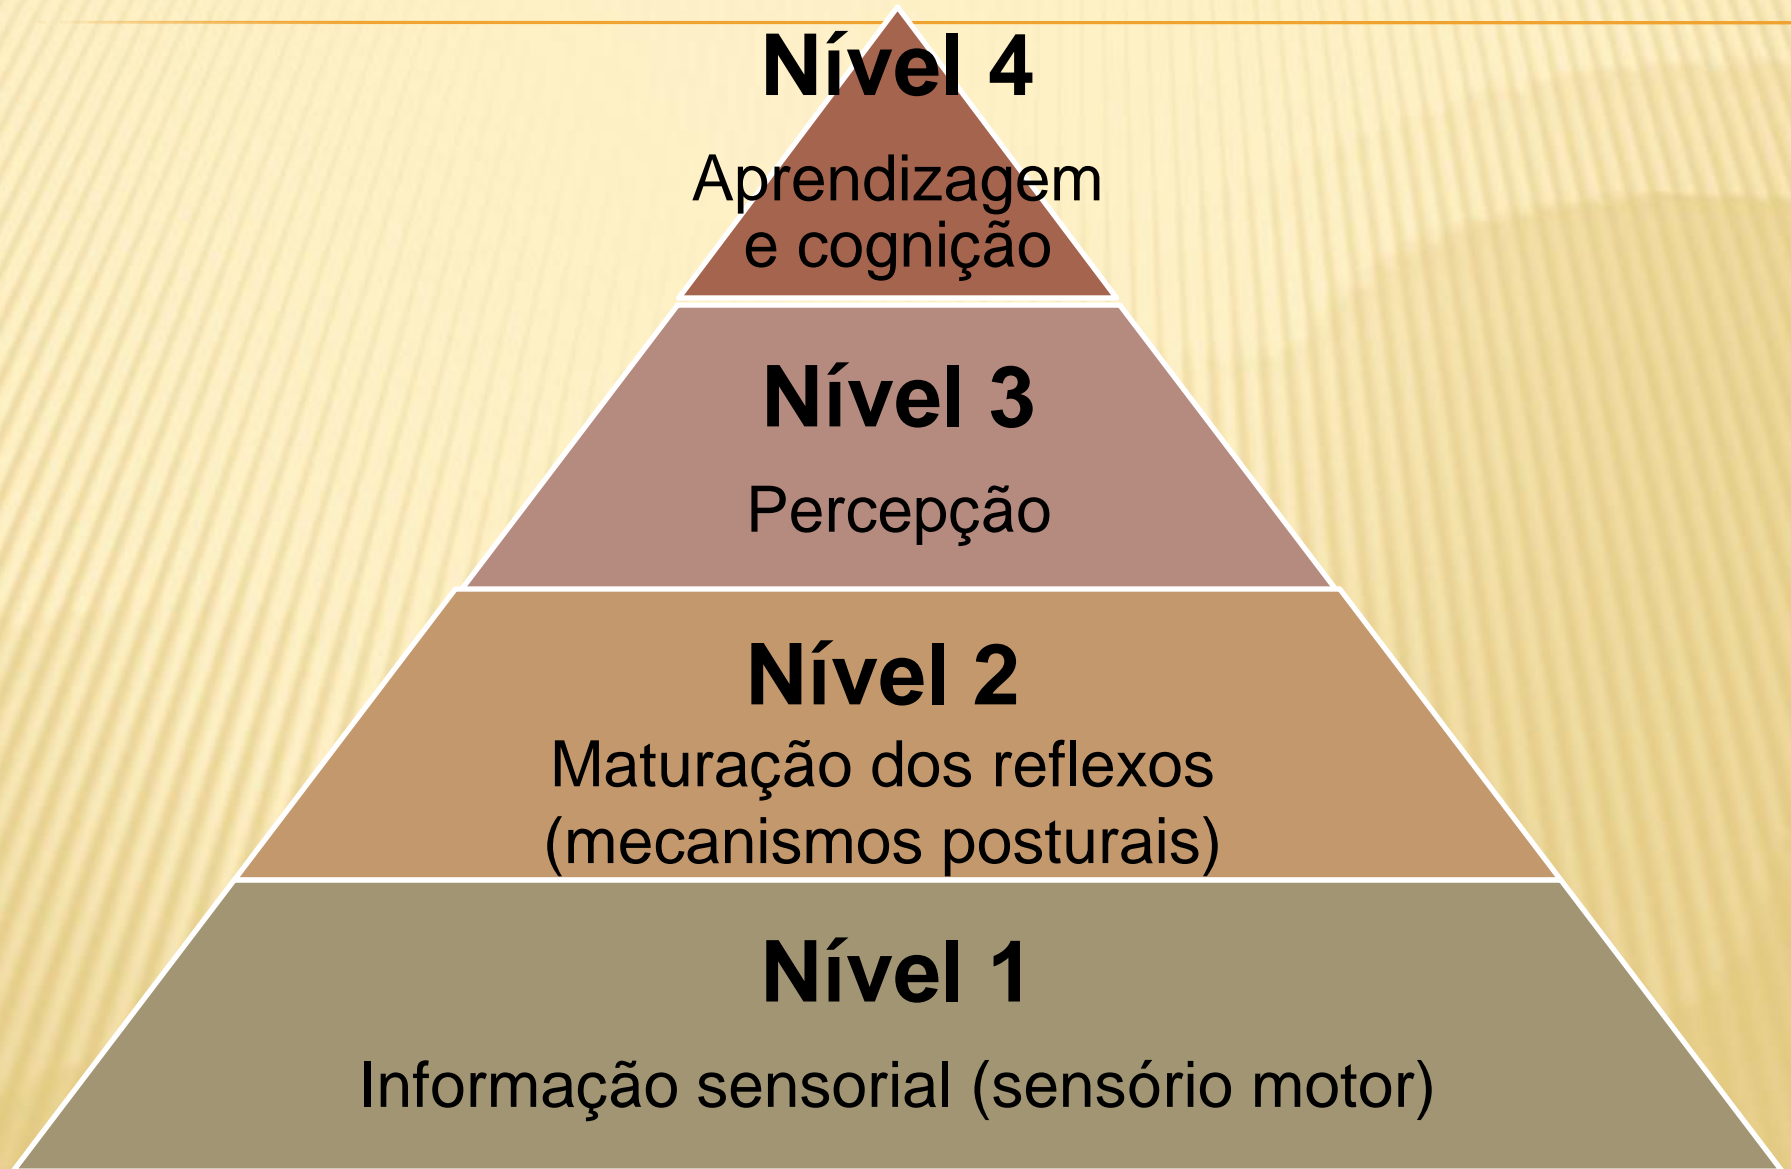 Nível 4
Aprendizagem
e cognição
Nível 3
Percepção
Nível 2
Maturação dos reflexos
(mecanismos posturais)
Nível 1
Informação sensorial (sensório motor)